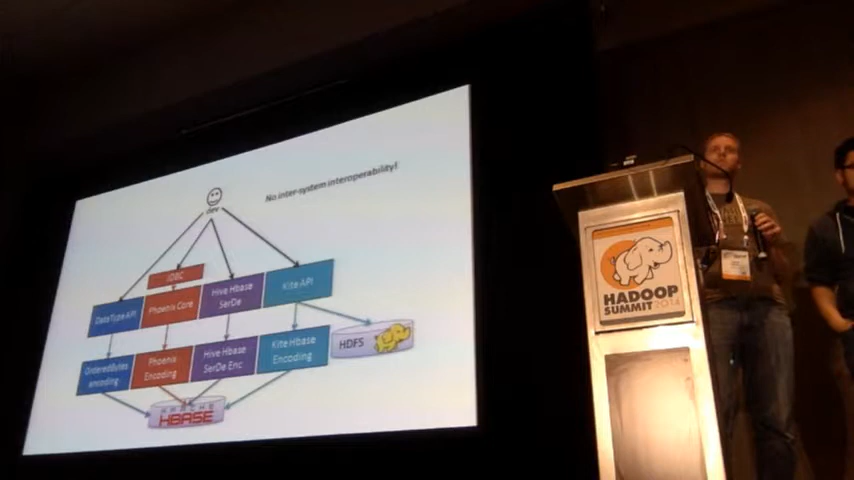 No inter-system interoperability!
dev
JDBC
DataType API
Phoenix Core
Hive Hbase
SerDe
Kite API
OrderedBytes
encoding
Phoenix
Encoding
Hive Hbase
SerDe Enc
Kite Hbase
Encoding
HDFS
APACHE
HBASE
HADOOP
SUMMIT 2014